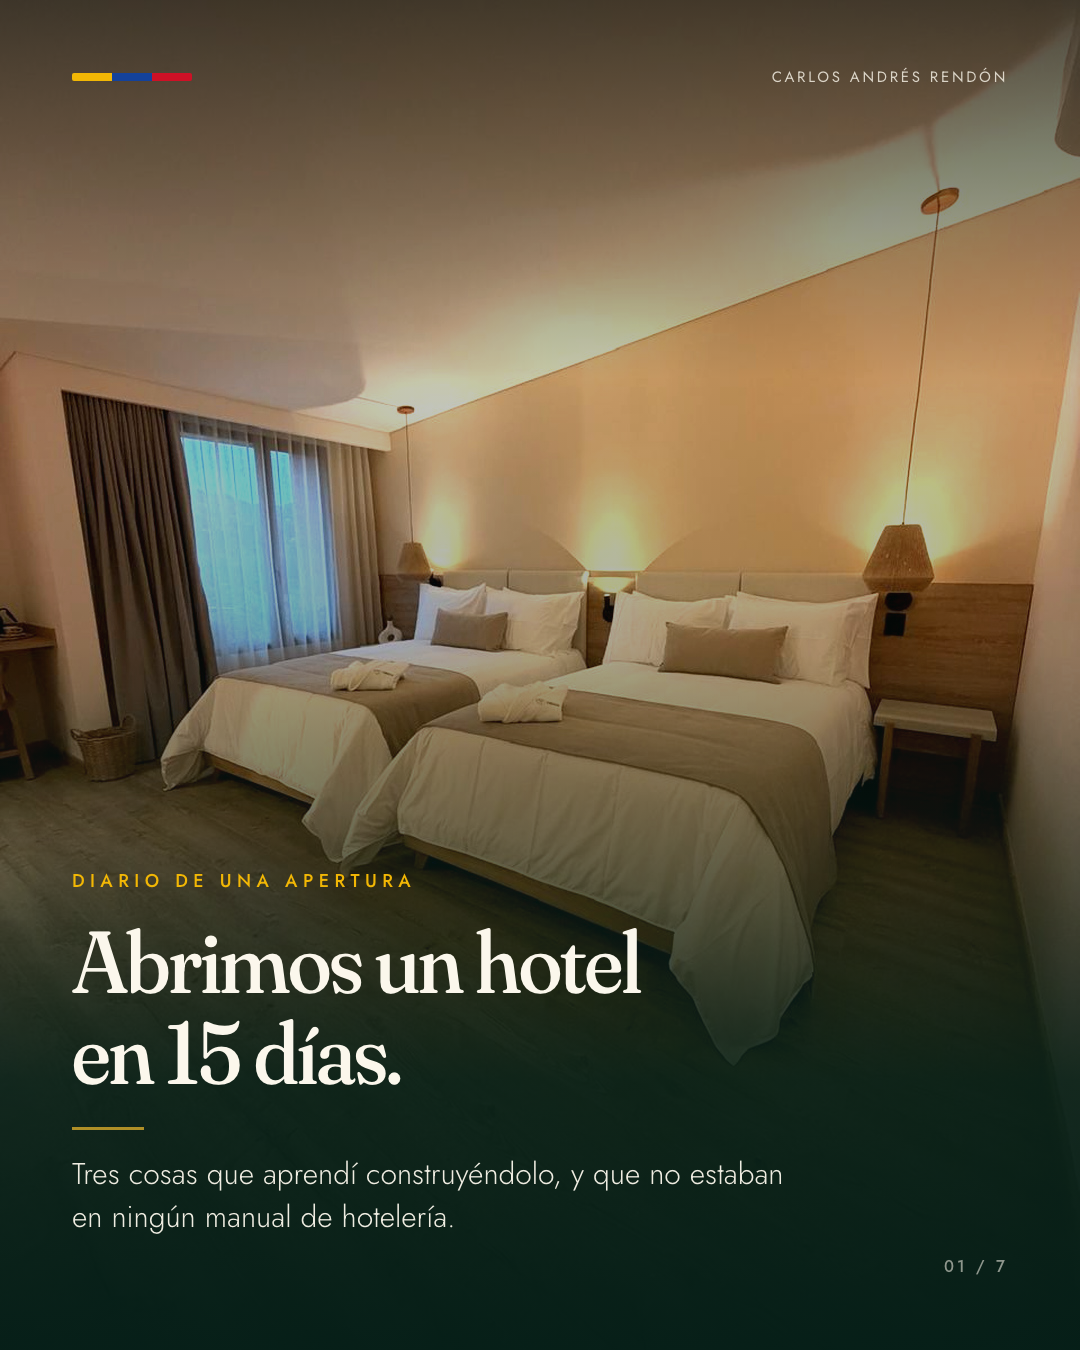 CARLOS ANDRÉS RENDÓN
DIARIO DE UNA APERTURA
Abrimos un hotel
en 15 días.
Tres cosas que aprendí construyéndolo, y que no estaban
en ningún manual de hotelería.
01 / 7